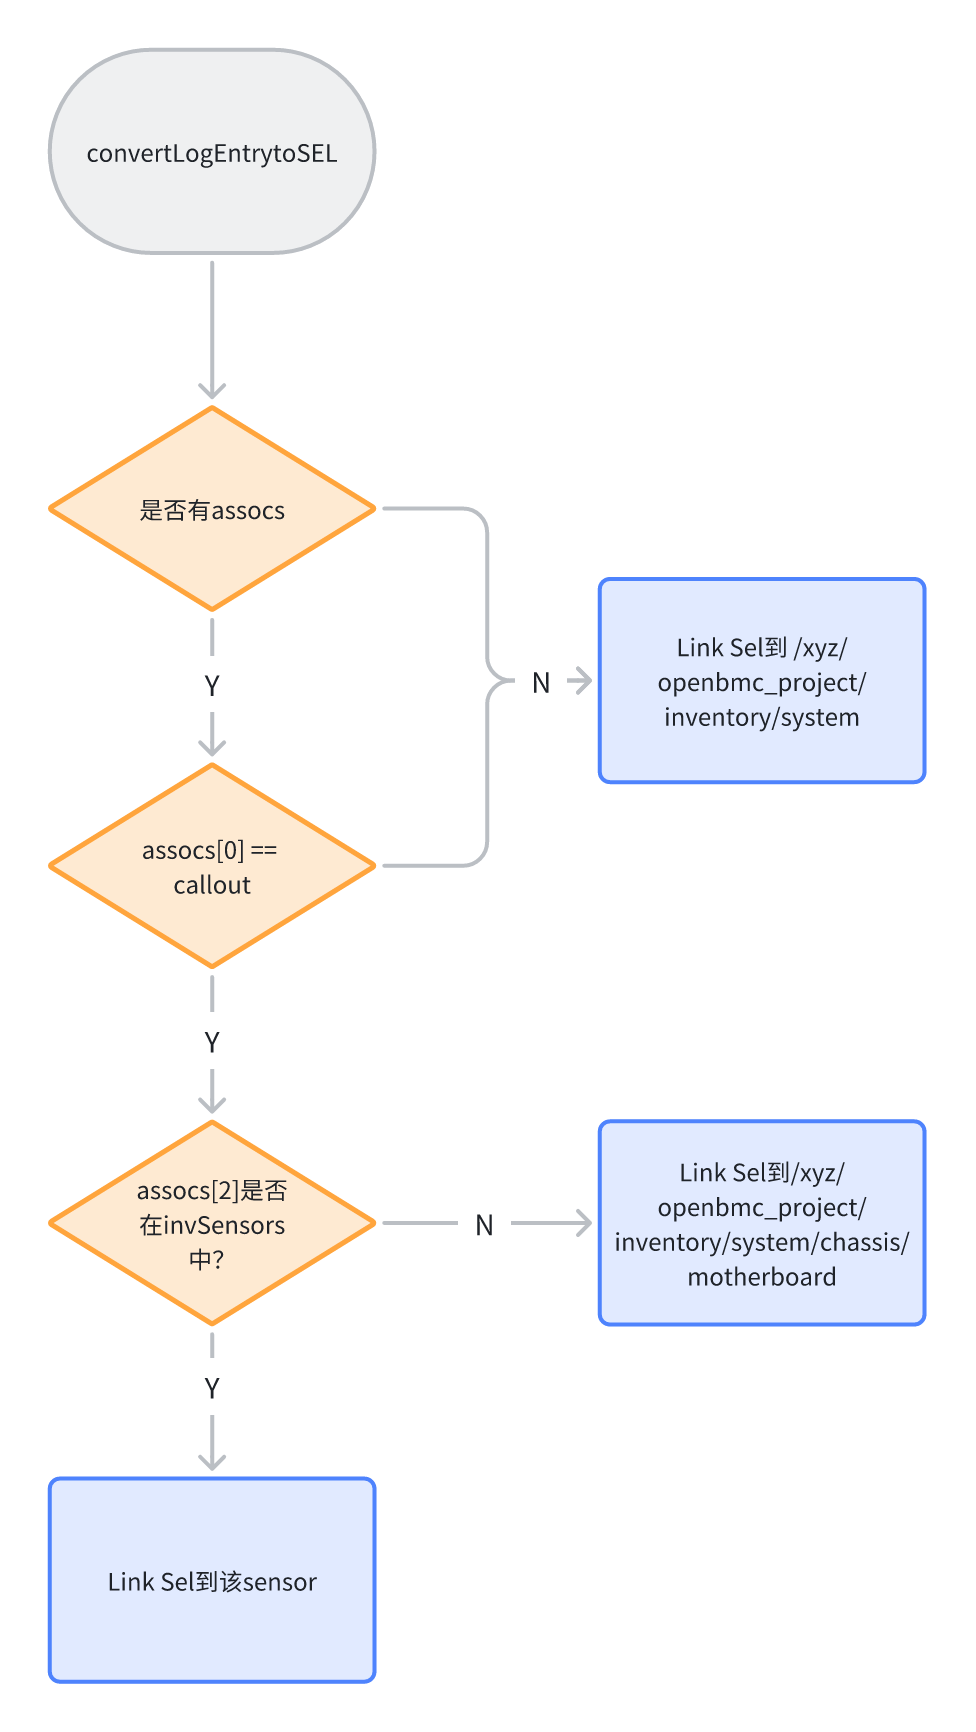 convertLogEntrytoSEL
是否有assocs
Y
N
Link Sel到 /xyz/
openbmc_project/
inventory/system
assocs[0] ==
callout
Y
assocs[2]是否
在invSensors
中?
N
Link Sel到/xyz/
openbmc_project/
inventory/system/chassis/
motherboard
Y
Link Sel到该sensor